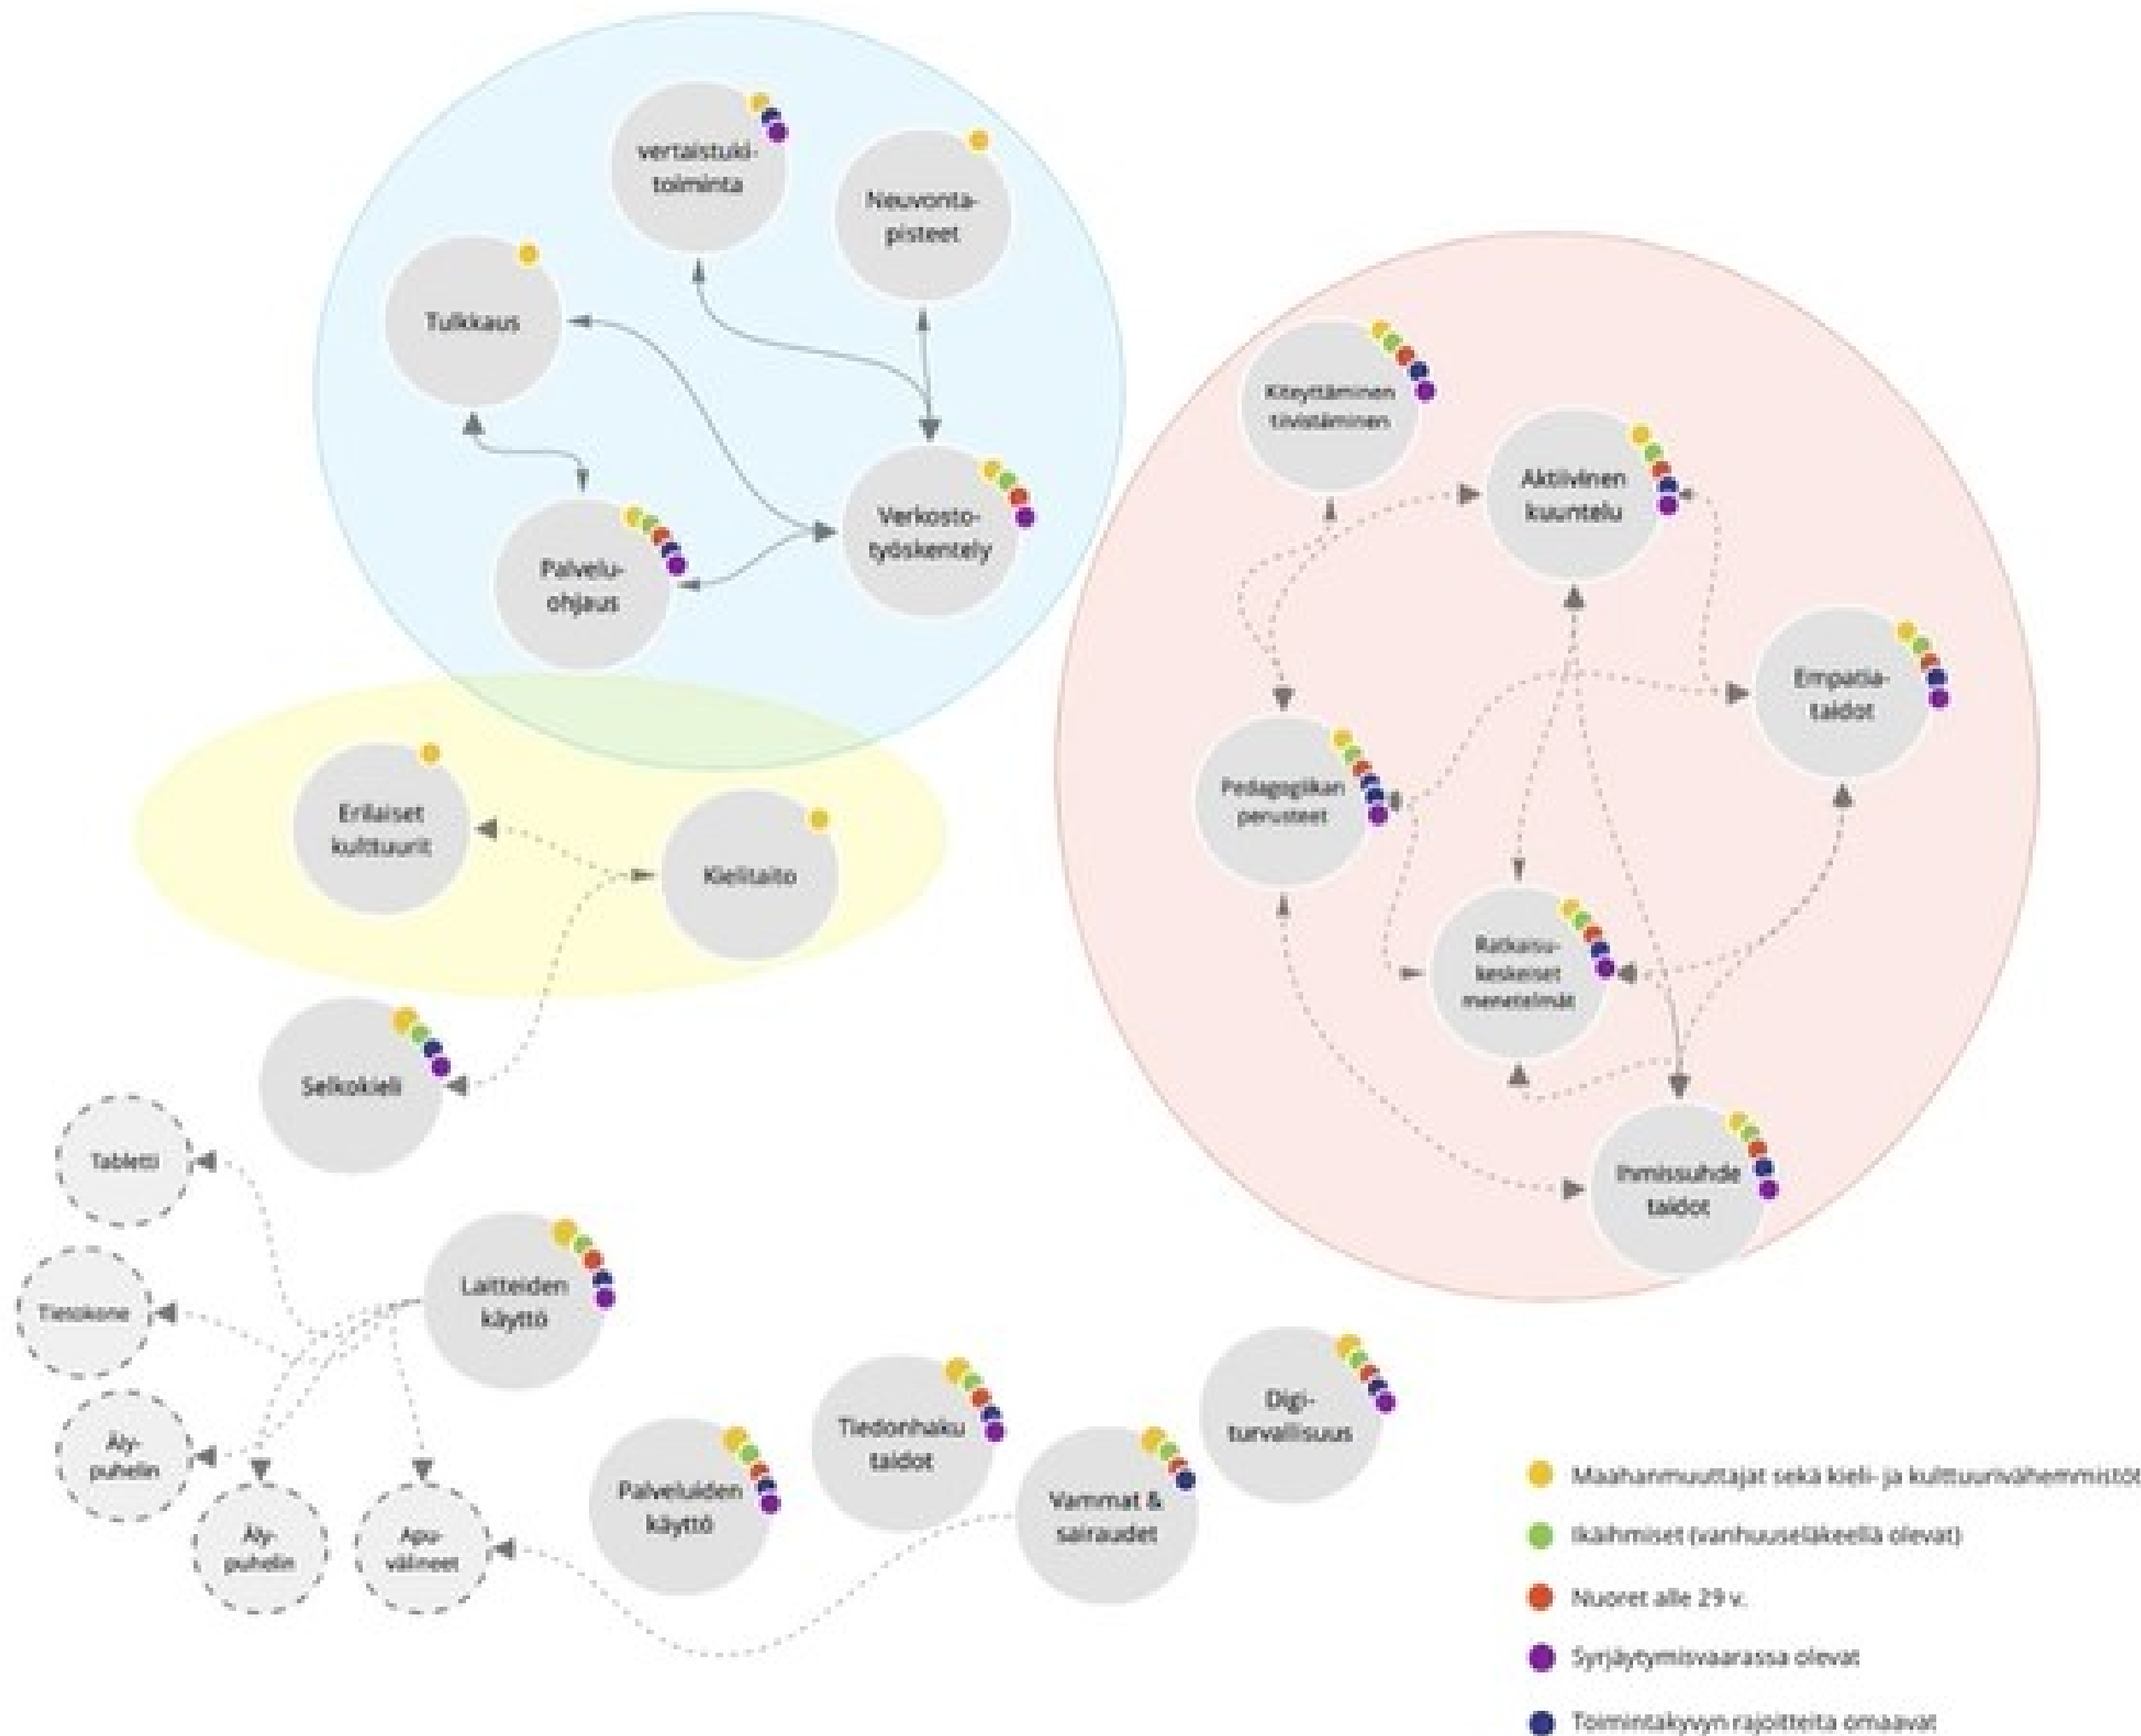 vertaistuki-
toiminta
Neuvonta-
pisteet
Tulkkaus
Verkosto-
työskentely
Palvelu-
ohjaus
Kiteyttäminen
tiivistäminen
Aktiivinen
kuuntelu
Empatia-
taidot
Pedagogiikan
perusteet
Ratkaisu-
keskeiset
menetelmät
Ihmissuhde
taidot
Erilaiset
kulttuurit
Kielitaito
Selkokieli
Tabletti
Tietokone
Äly-
puhelin
Äly-
puhelin
Apu-
välineet
Laitteiden
käyttö
Palveluiden
käyttö
Tiedonhaku
taidot
Vammat &
sairaudet
Digi-
turvallisuus
Maahanmuuttajat sekä kieli- ja kulttuurivähemmistöt
Ikäihmiset (vanhuuseläkeellä olevat)
Nuoret alle 29 v.
Syrjäytymisvaarassa olevat
Toimintakyvyn rajoitteita omaavat